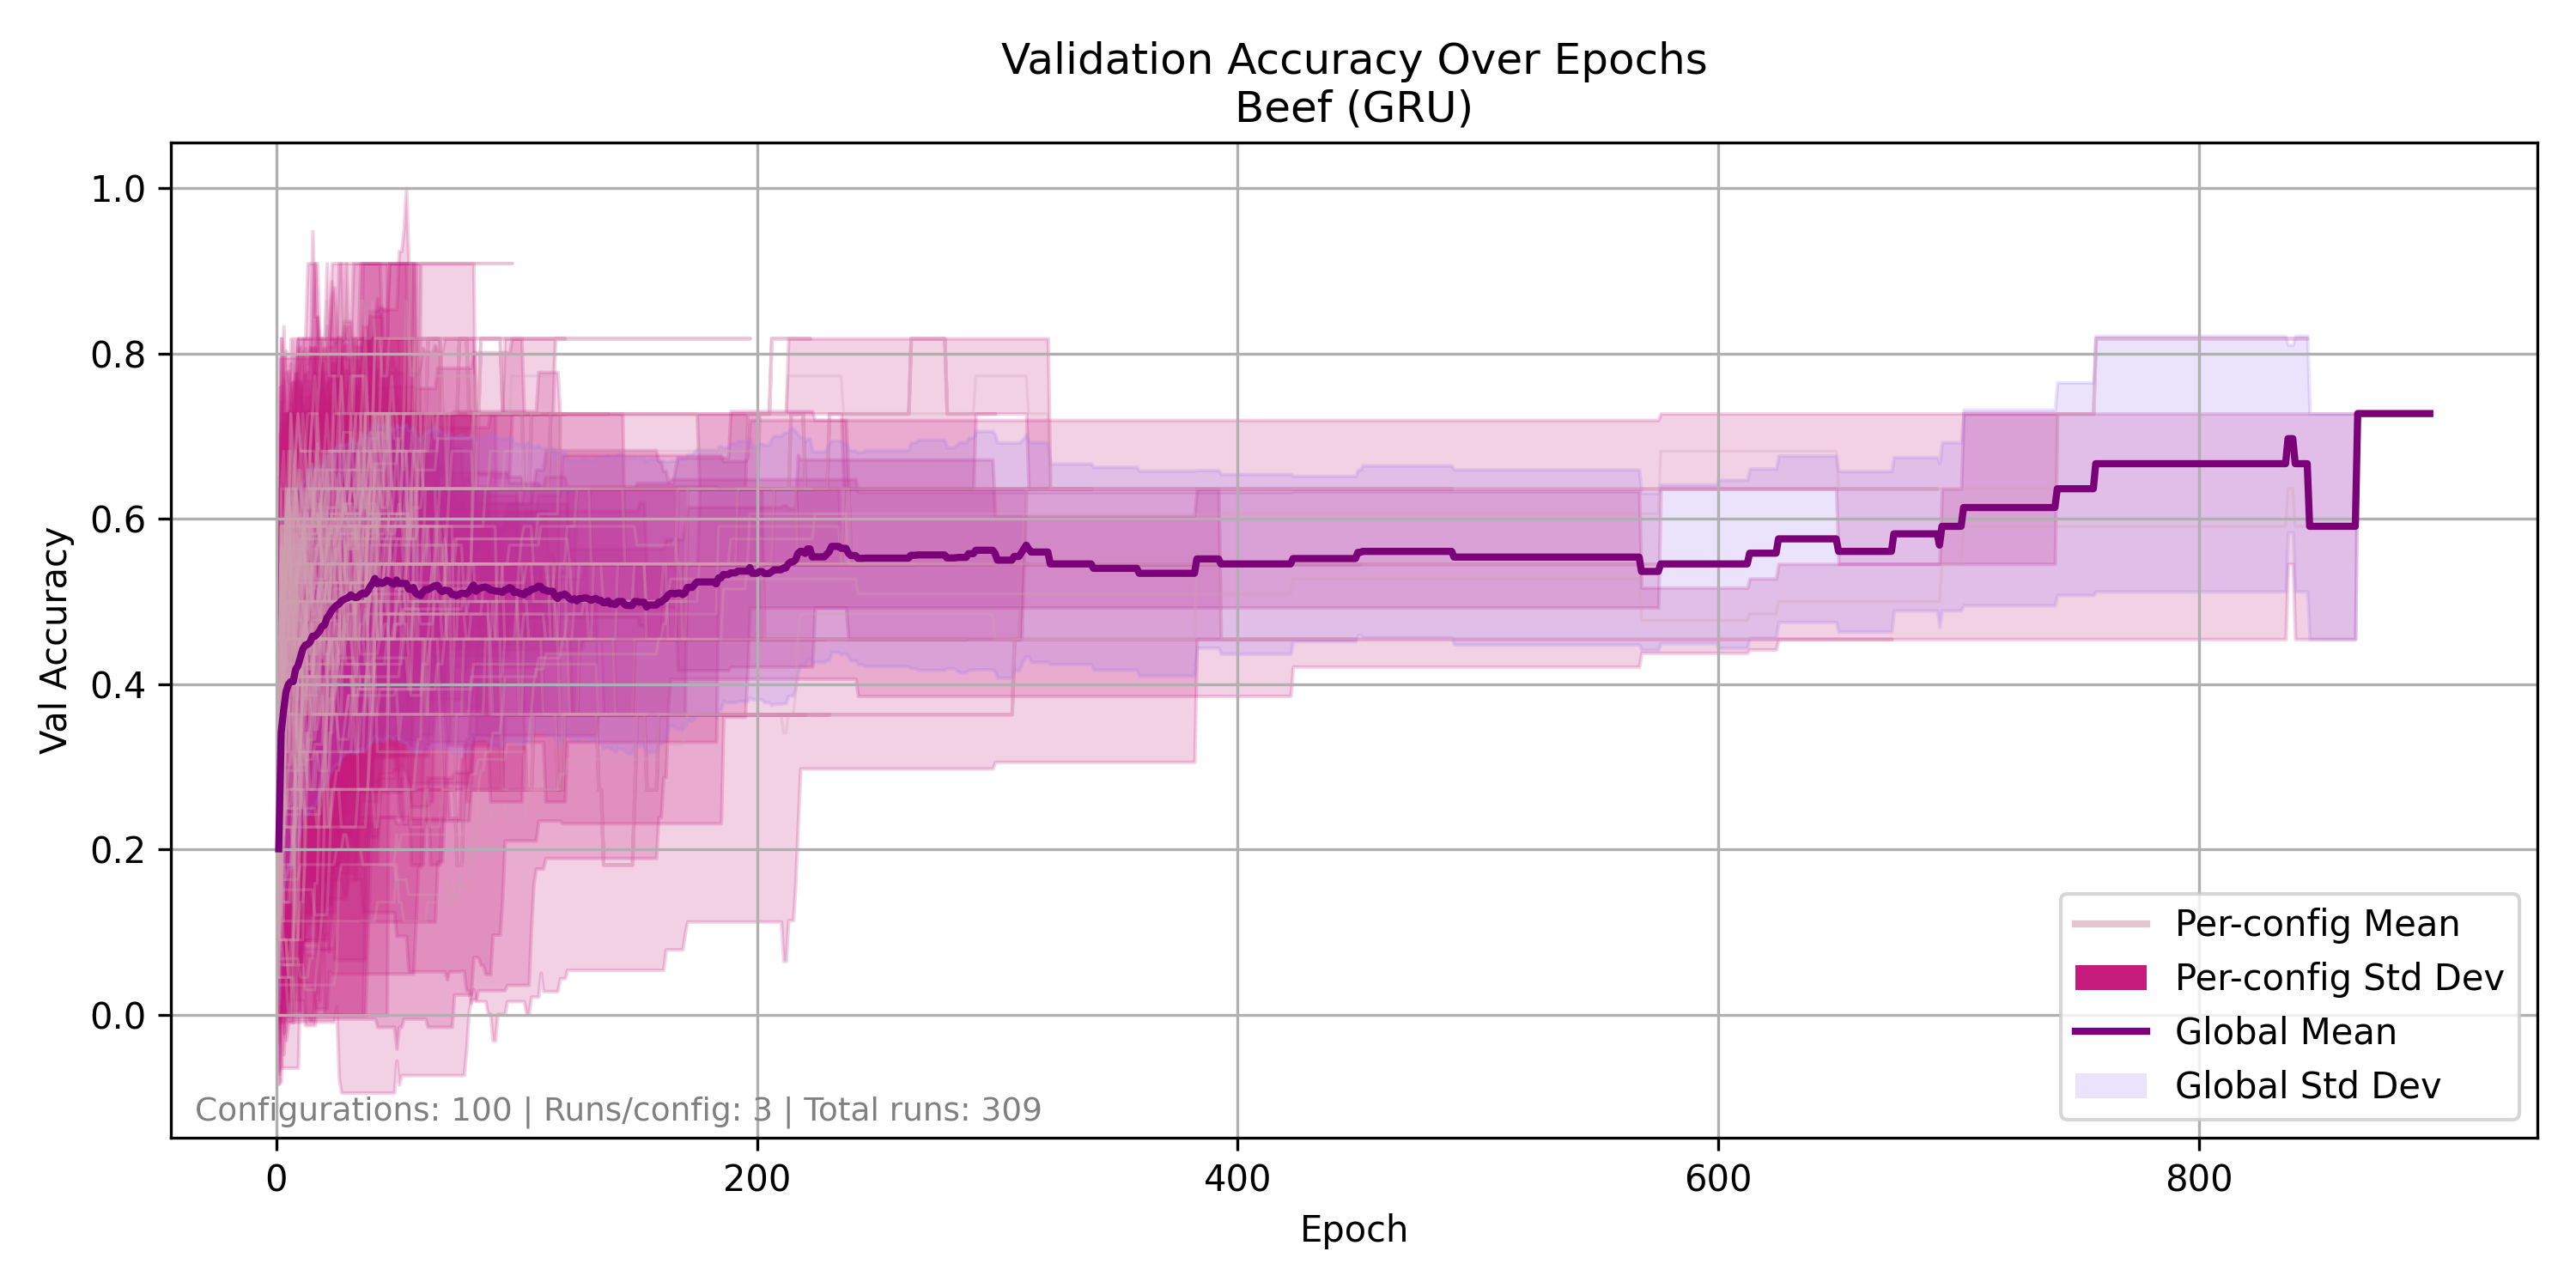 Validation Accuracy Over Epochs
Beef (GRU)
Val Accuracy
1.0
0.8
0.6
0.4
0.2
0.0
Configurations: 100 | Runs/config: 3 | Total runs: 309
Per-config Mean
Per-config Std Dev
Global Mean
Global Std Dev
0 200 400 600 800
Epoch